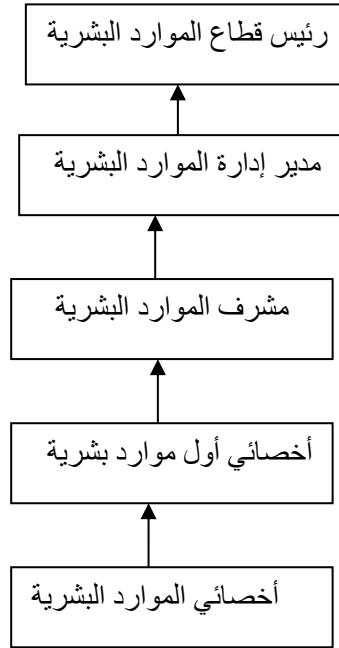 رئيس قطاع الموارد البشرية
مدير إدارة الموارد البشرية
مشرف الموارد البشرية
أخصائي أول موارد بشرية
أخصائي الموارد البشرية